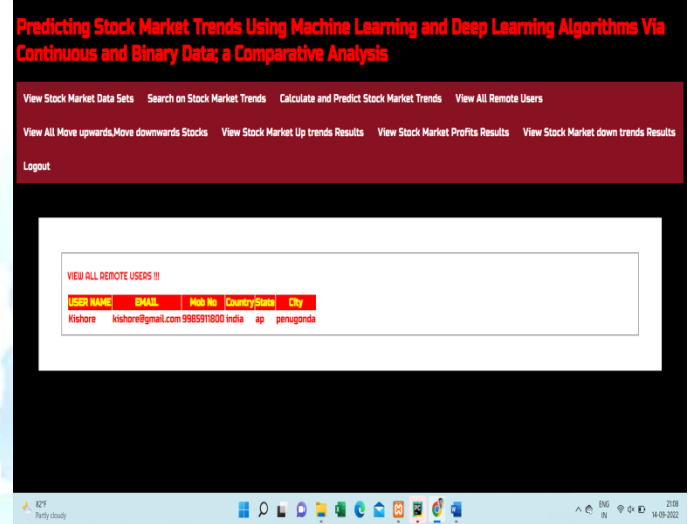 Predicting Stock Market Trends Using Machine Learning and Deep Learning Algorithms Via
Continuous and Binary Data; a Comparative Analysis
View Stock Market Data Sets Search on Stock Market Trends Calculate and Predict Stock Market Trends View All Remote Users
View All Move upwards,Move downwards Stocks View Stock Market Up trends Results View Stock Market Profits Results View Stock Market down trends Results
Logout
VIEW ALL REMOTE USERS !!!
USER NAME EMAIL Mob No Country State City
Kishore kishore@gmail.com 9985911800 india ap penugonda
82°F
Partly cloudy
ENG
IN
21:08
14-09-2022